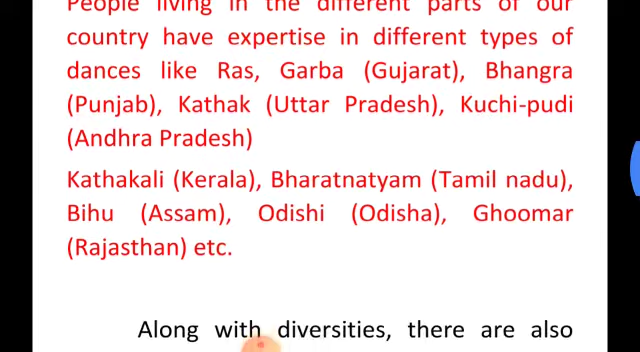 People living in the different parts of our
country have expertise in different types of
dances like Ras, Garba (Gujarat), Bhangra
(Punjab), Kathak (Uttar Pradesh), Kuchi-pudi
(Andhra Pradesh)
Kathakali (Kerala), Bharatnatyam (Tamil nadu),
Bihu (Assam), Odishi (Odisha), Ghoomar
(Rajasthan) etc.
Along with diversities, there are also